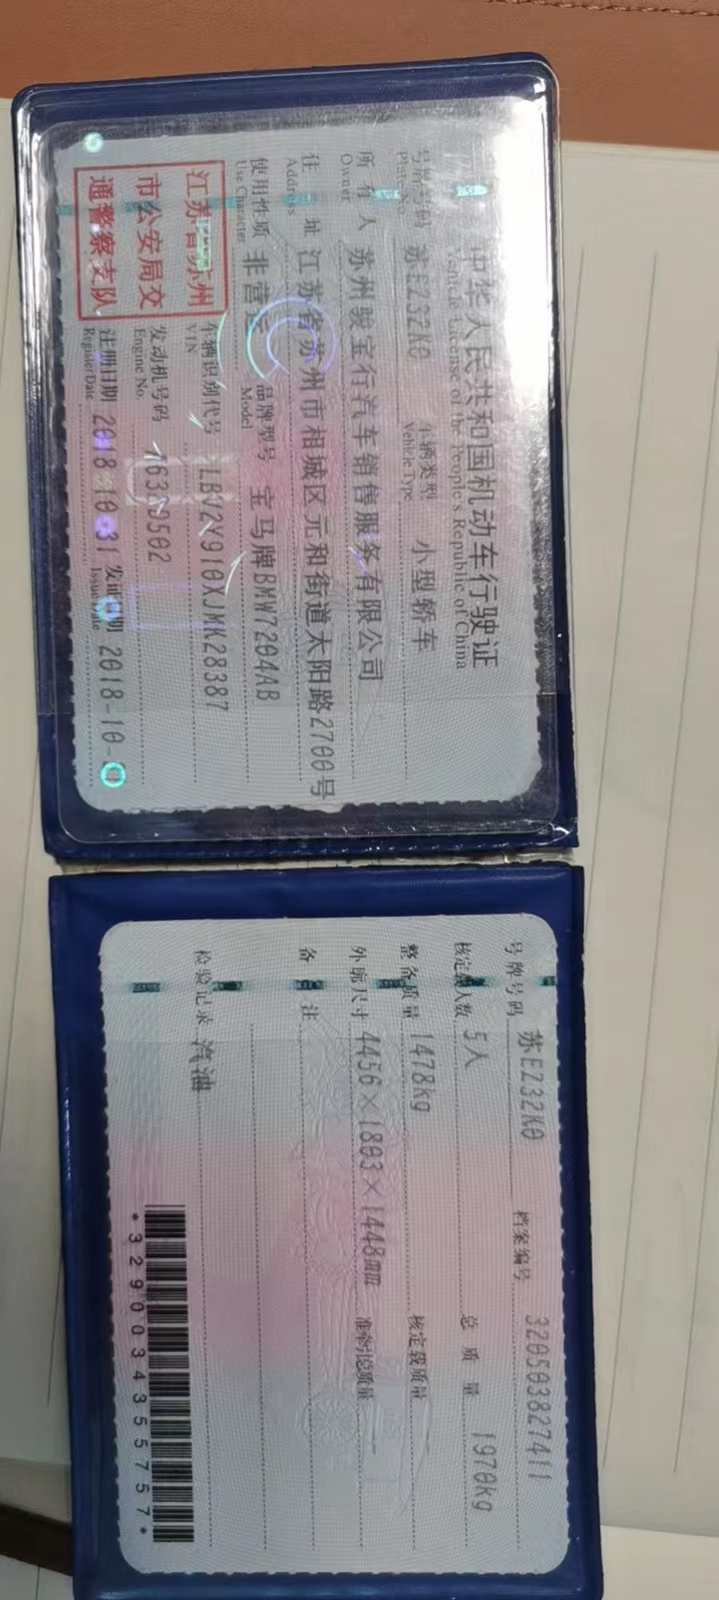 中华人民共和国机动车行驶证
Vehicle License of the People's Republic of China
号牌号码 苏EZ32K0 车辆类型 小型轿车
Plate No. Vehicle Type
所有人 苏州骏宝行汽车销售服务有限公司
Owner
住址 江苏省苏州市相城区元和街道太阳路2700号
Address
使用性质 非营运 品牌型号 宝马牌BMW7204AB
Use Character Model
江苏省苏州
市公安局交
通警察支队
车辆识别代号 LBV2Y910XJMK28387
VIN
发动机号码
Engine No.
注册日期 2018-10-31 发证日期 2018-10-
Register Date Issue Date
号牌号码 苏EZ32K0 档案编号 320503827411
核定载人数 5人 总质量 1970kg
整备质量 1478kg 核定载质量
外廓尺寸 4456×1803×1448mm 准牵引总质量
备注
检验记录 汽油
*3290034355757*